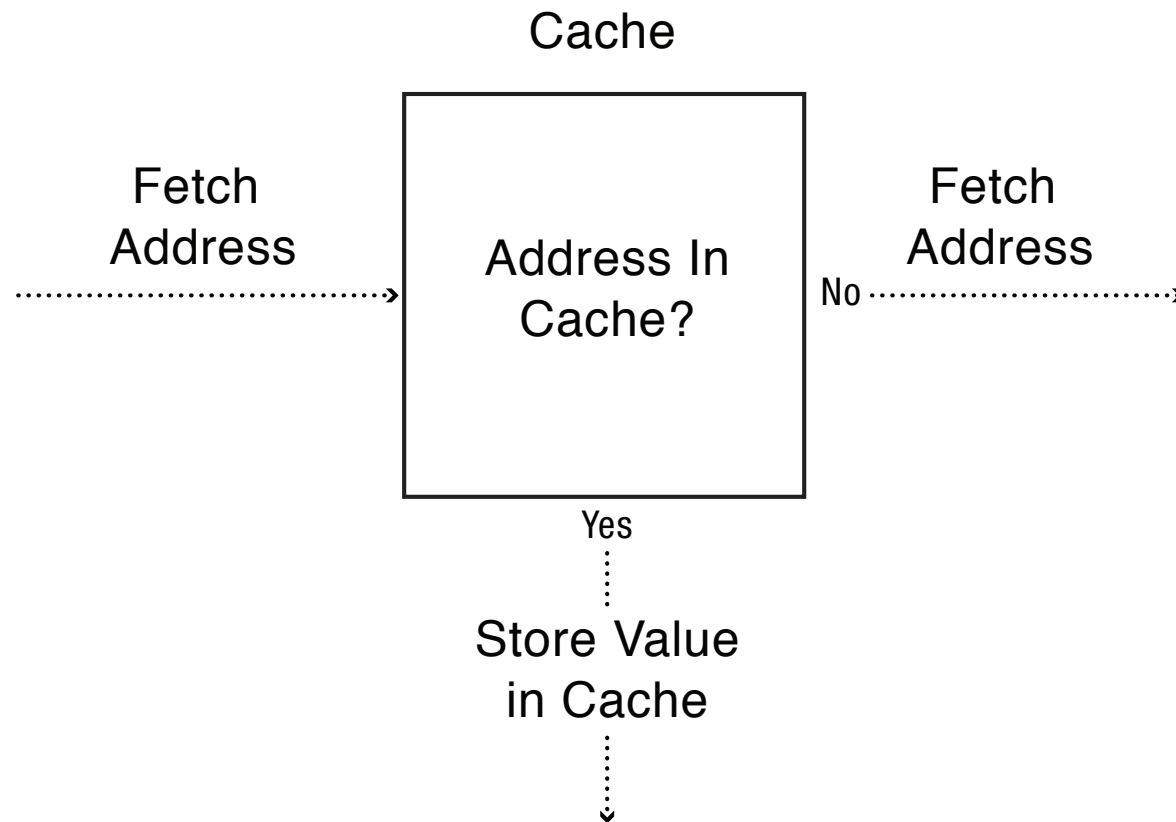 Cache
Fetch
Address
Address In
Cache?
No
Fetch
Address
Yes
Store Value
in Cache